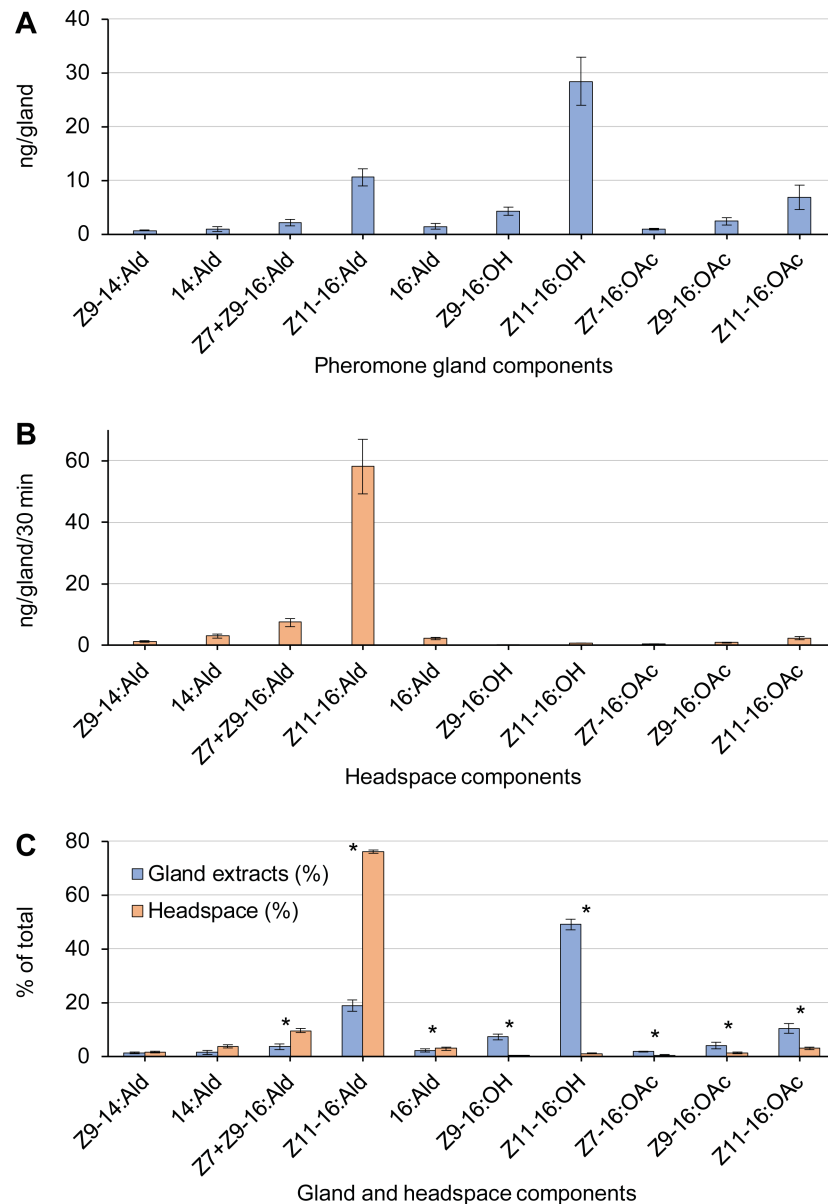 A
ng/gland
40
30
20
10
0
Z9-14:Ald
14:Ald
Z7+Z9-16:Ald
Z11-16:Ald
16:Ald
Z9-16:OH
Z11-16:OH
Z7-16:OAc
Z9-16:OAc
Z11-16:OAc
Pheromone gland components
B
ng/gland/30 min
60
40
20
0
Z9-14:Ald
14:Ald
Z7+Z9-16:Ald
Z11-16:Ald
16:Ald
Z9-16:OH
Z11-16:OH
Z7-16:OAc
Z9-16:OAc
Z11-16:OAc
Headspace components
C
% of total
80
60
40
20
0
Gland extracts (%)
Headspace (%)
* * * * * * * *
Z9-14:Ald
14:Ald
Z7+Z9-16:Ald
Z11-16:Ald
16:Ald
Z9-16:OH
Z11-16:OH
Z7-16:OAc
Z9-16:OAc
Z11-16:OAc
Gland and headspace components